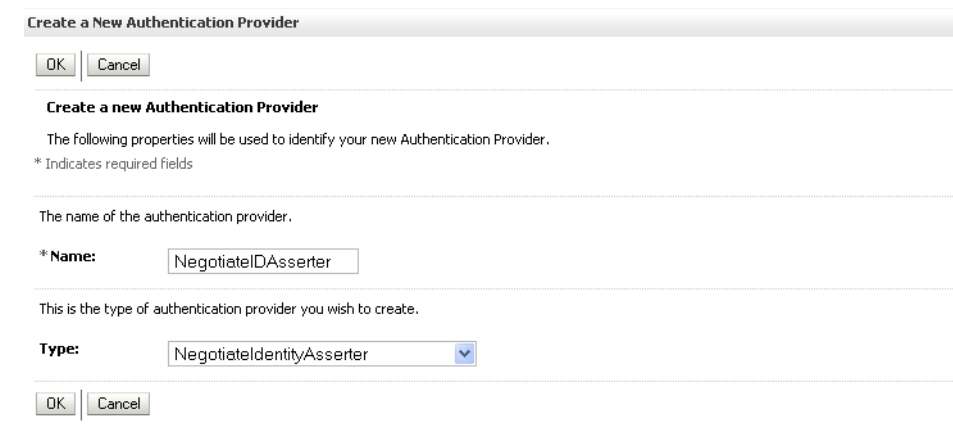 Create a New Authentication Provider
OK Cancel
Create a new Authentication Provider
The following properties will be used to identify your new Authentication Provider.
* Indicates required fields
The name of the authentication provider.
* Name: NegotiateIDAsserter
This is the type of authentication provider you wish to create.
Type: NegotiateIdentityAsserter
OK Cancel